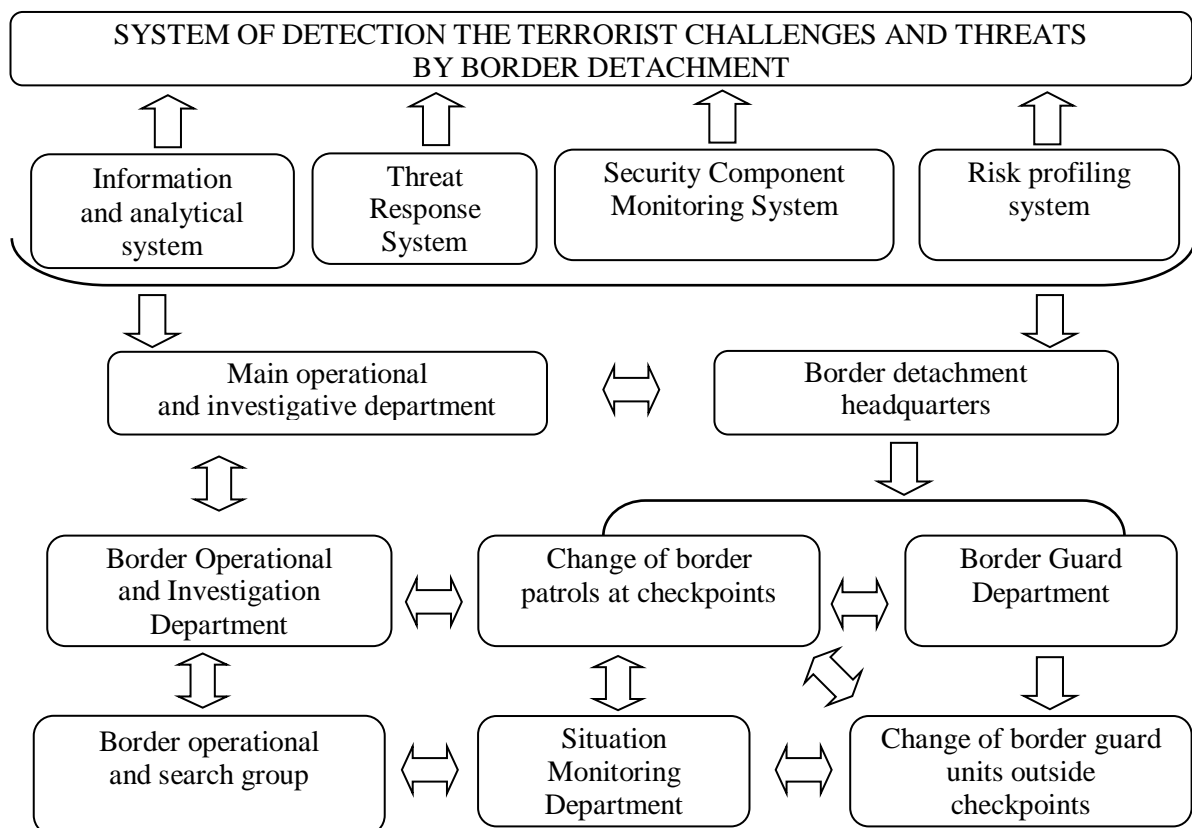 SYSTEM OF DETECTION THE TERRORIST CHALLENGES AND THREATS
BY BORDER DETACHMENT
Information
and analytical
system
Threat
Response
System
Security Component
Monitoring System
Risk profiling
system
Main operational
and investigative department
Border detachment
headquarters
Border Operational
and Investigation
Department
Change of border
patrols at checkpoints
Border Guard
Department
Border operational
and search group
Situation
Monitoring
Department
Change of border guard
units outside
checkpoints